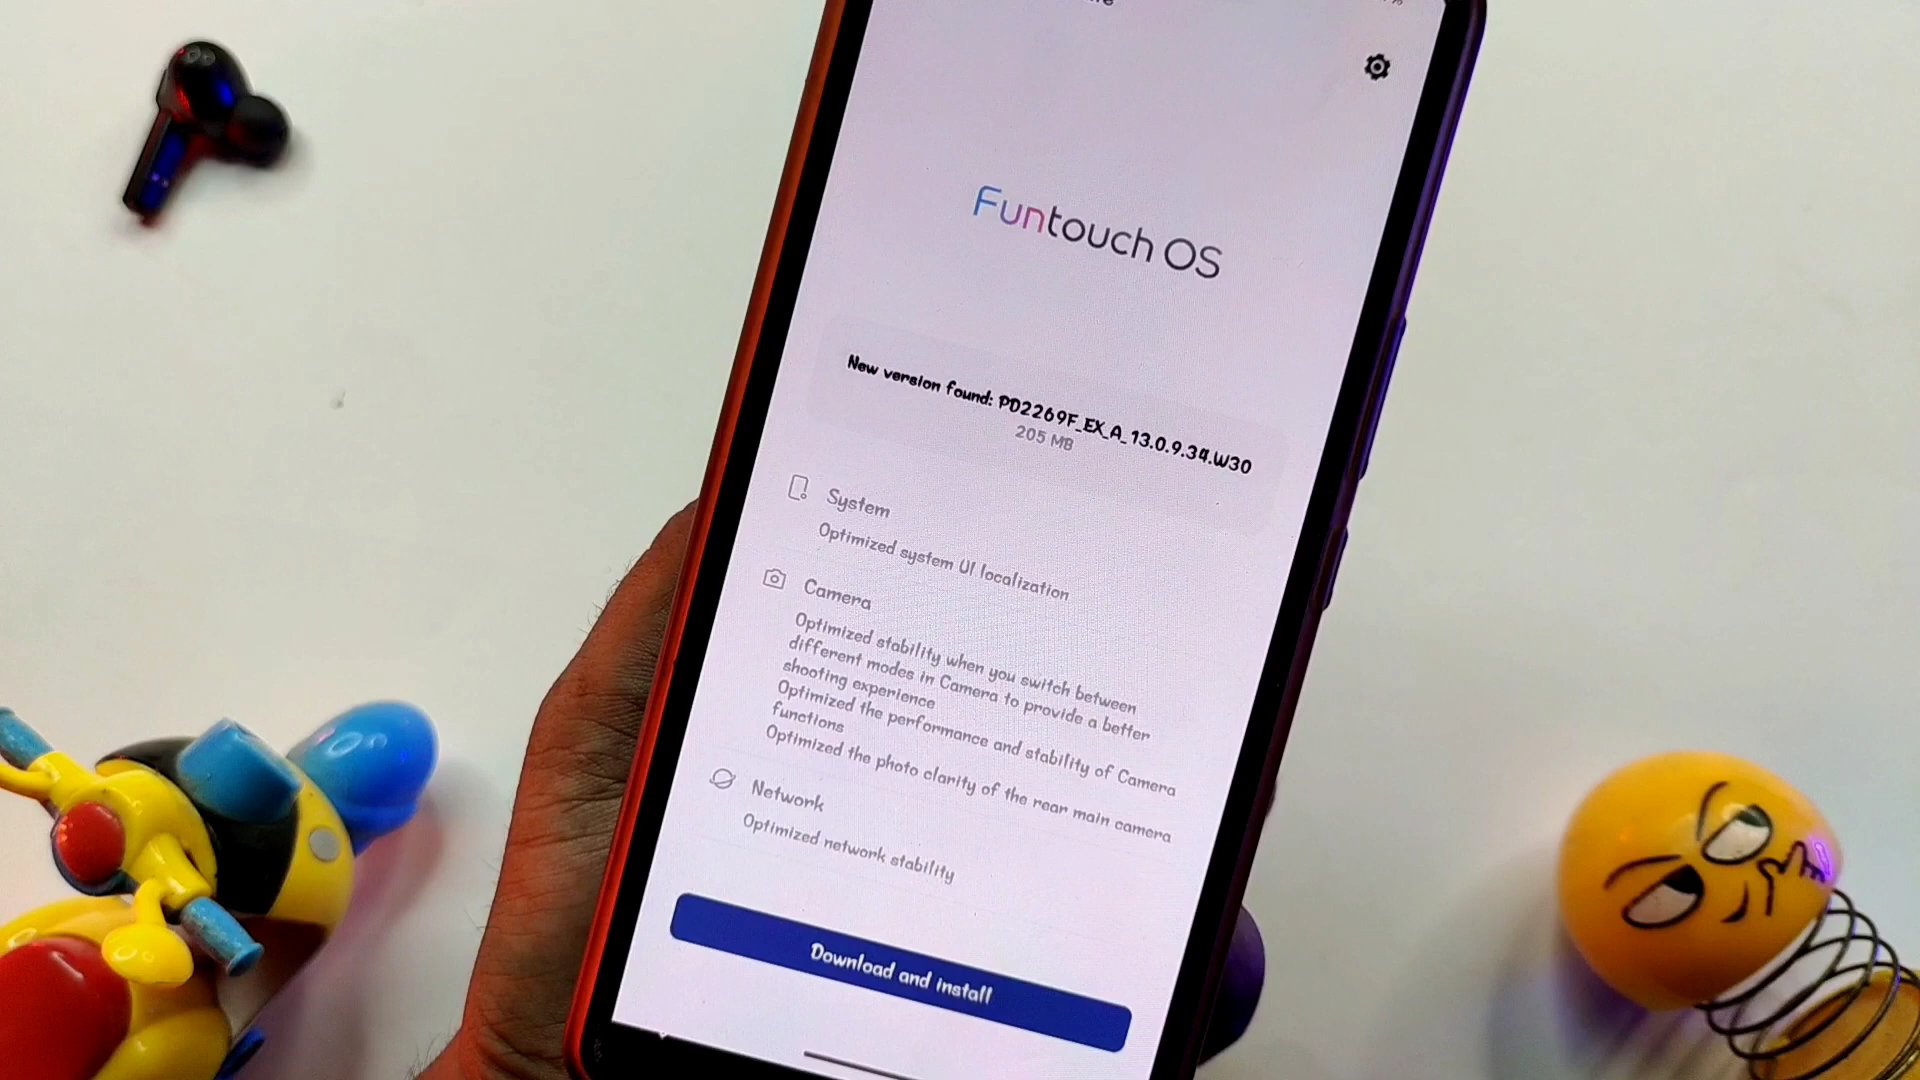 Funtouch OS
New version found: PD2269F_EX_A_13.0.9.34.W30
205 MB
System
Optimized system UI localization
Camera
Optimized stability when you switch between
different modes in Camera to provide a better
shooting experience
Optimized the performance and stability of Camera
functions
Optimized the photo clarity of the rear main camera
Network
Optimized network stability
Download and install